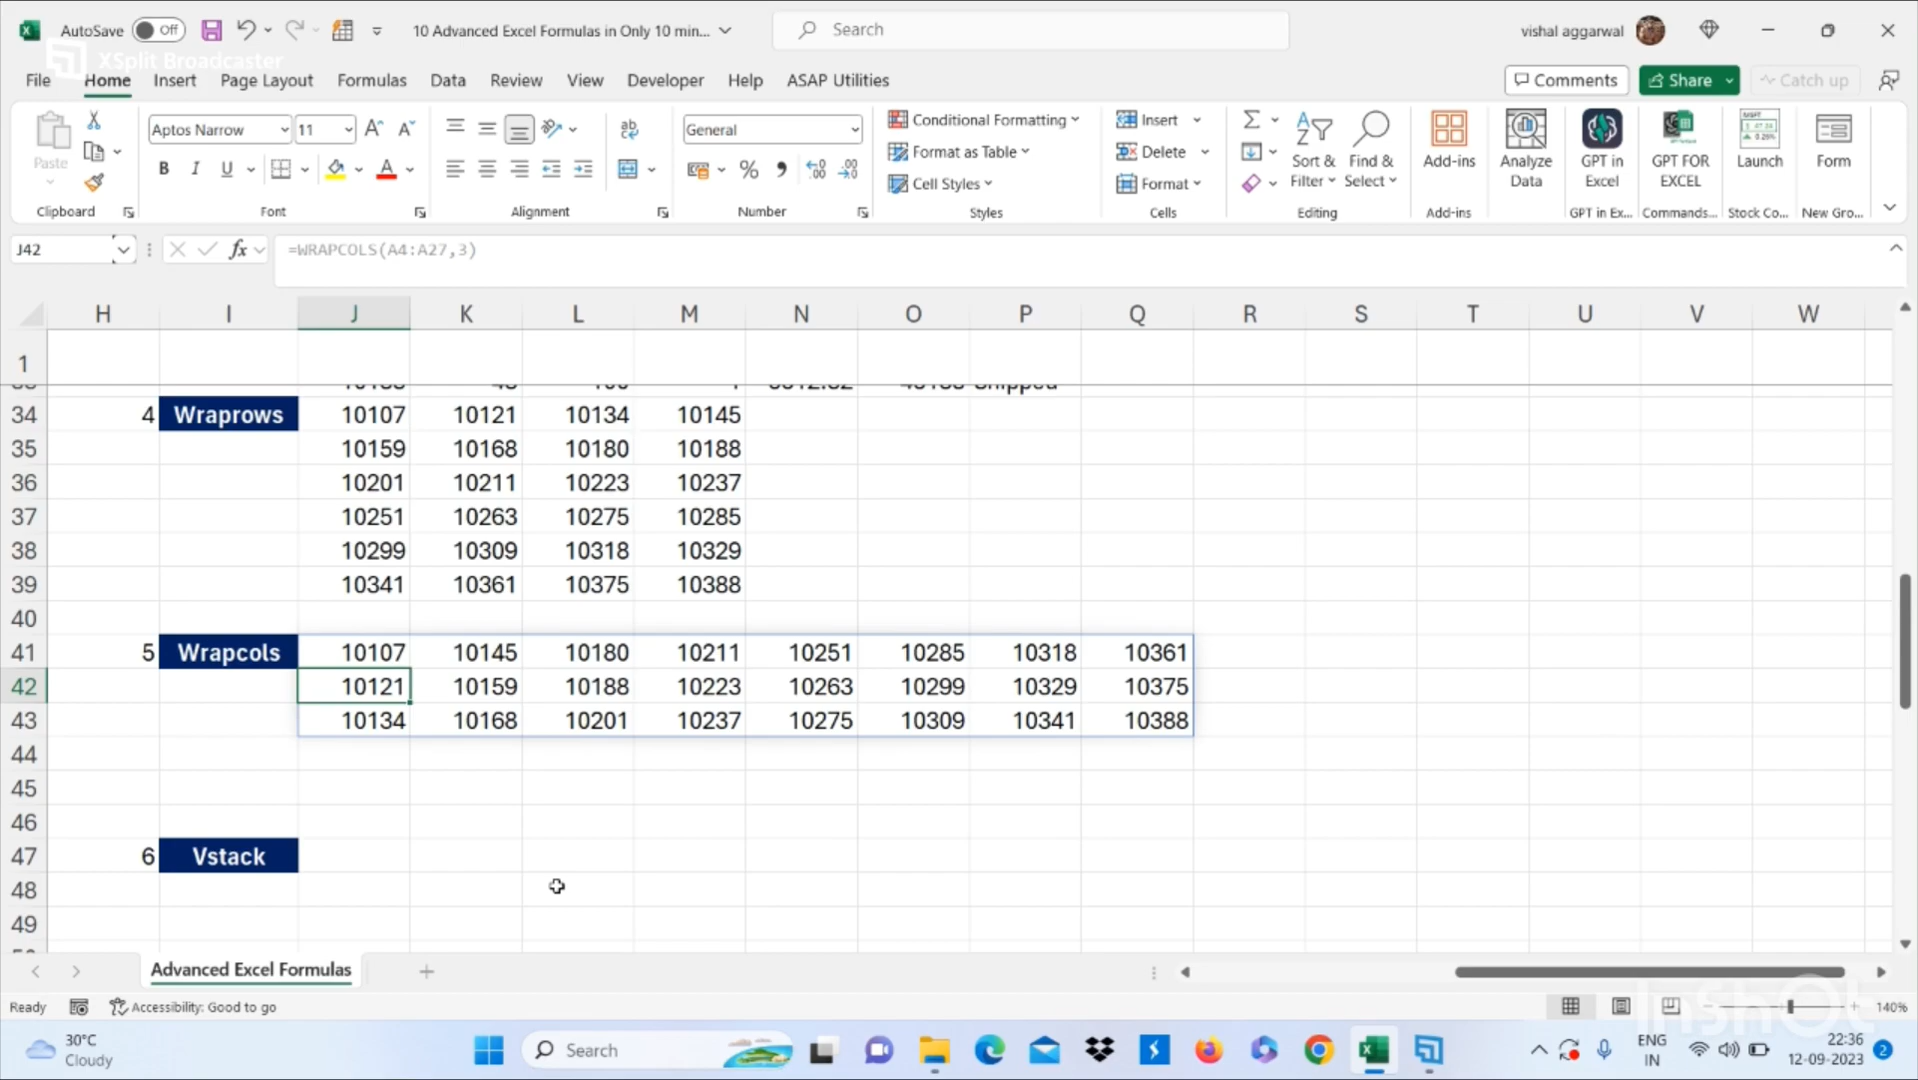 AutoSave Off 10 Advanced Excel Formulas in Only 10 min... Search vishal aggarwal
XSplit Broadcaster
File Home Insert Page Layout Formulas Data Review View Developer Help ASAP Utilities Comments Share Catch up
Paste
Clipboard
Aptos Narrow 11
B I U
Font
Alignment
General
%
Number
Conditional Formatting
Format as Table
Cell Styles
Styles
Insert
Delete
Format
Cells
Sort & Filter
Find & Select
Editing
Add-ins
Add-ins
Analyze Data
GPT in Excel
GPT in Ex...
GPT FOR EXCEL
Commands...
Launch
Stock Co...
Form
New Gro...
J42 fx =WRAPCOLS(A4:A27,3)
H I J K L M N O P Q R S T U V W
1
34 4 Wraprows 10107 10121 10134 10145
35 10159 10168 10180 10188
36 10201 10211 10223 10237
37 10251 10263 10275 10285
38 10299 10309 10318 10329
39 10341 10361 10375 10388
40
41 5 Wrapcols 10107 10145 10180 10211 10251 10285 10318 10361
42 10121 10159 10188 10223 10263 10299 10329 10375
43 10134 10168 10201 10237 10275 10309 10341 10388
44
45
46
47 6 Vstack
48
49
Advanced Excel Formulas
InShOt
Ready Accessibility: Good to go 140%
30°C
Cloudy
Search
ENG
IN
22:36
12-09-2023
2